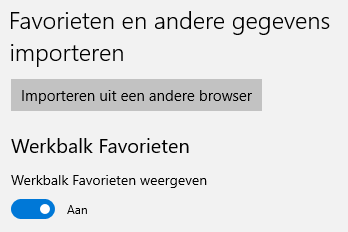 Favorieten en andere gegevens
importeren
Importeren uit een andere browser
Werkbalk Favorieten
Werkbalk Favorieten weergeven
Aan